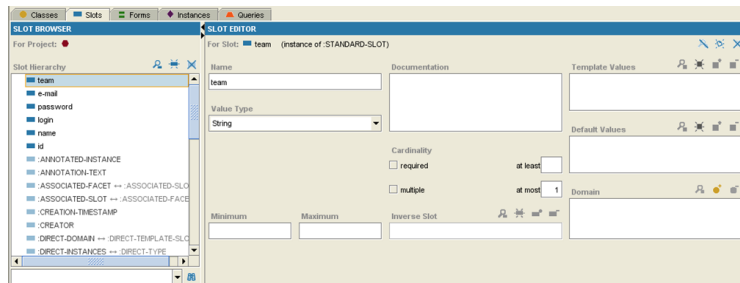 Classes Slots Forms Instances Queries
SLOT BROWSER
For Project:
Slot Hierarchy
team
e-mail
password
login
name
id
:ANNOTATED-INSTANCE
:ANNOTATION-TEXT
:ASSOCIATED-FACET ↔ :ASSOCIATED-SLO
:ASSOCIATED-SLOT ↔ :ASSOCIATED-FACE
:CREATION-TIMESTAMP
:CREATOR
:DIRECT-DOMAIN ↔ :DIRECT-TEMPLATE-SLO
:DIRECT-INSTANCES ↔ :DIRECT-TYPE
SLOT EDITOR
For Slot: team (instance of :STANDARD-SLOT)
Name
team
Value Type
String
Minimum Maximum
Documentation
Cardinality
required at least
multiple at most 1
Inverse Slot
Template Values
Default Values
Domain